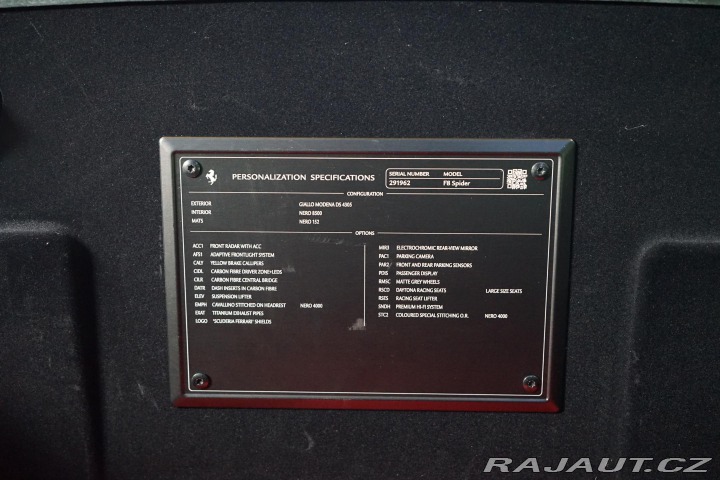 PERSONALIZATION SPECIFICATIONS
SERIAL NUMBER MODEL
291962 F8 Spider
CONFIGURATION
EXTERIOR GIALLO MODENA DS 4305
INTERIOR NERO 8500
MATS NERO 152
OPTIONS
ACC1 FRONT RADAR WITH ACC
AFS1 ADAPTIVE FRONTLIGHT SYSTEM
CALY YELLOW BRAKE CALLIPERS
CIDL CARBON FIBRE DRIVER ZONE+LEDS
CILR CARBON FIBRE CENTRAL BRIDGE
DATR DASH INSERTS IN CARBON FIBRE
ELEV SUSPENSION LIFTER
EMPH CAVALLINO STITCHED ON HEADREST NERO 4000
EXAT TITANIUM EXHAUST PIPES
LOGO "SCUDERIA FERRARI" SHIELDS
MIR3 ELECTROCHROMIC REAR-VIEW MIRROR
PAC1 PARKING CAMERA
PAR2 FRONT AND REAR PARKING SENSORS
PDIS PASSENGER DISPLAY
RMSC MATTE GREY WHEELS
RSCD DAYTONA RACING SEATS LARGE SIZE SEATS
RSES RACING SEAT LIFTER
SNDH PREMIUM HI-FI SYSTEM
STC2 COLOURED SPECIAL STITCHING O.R. NERO 4000
RAJAUT.CZ